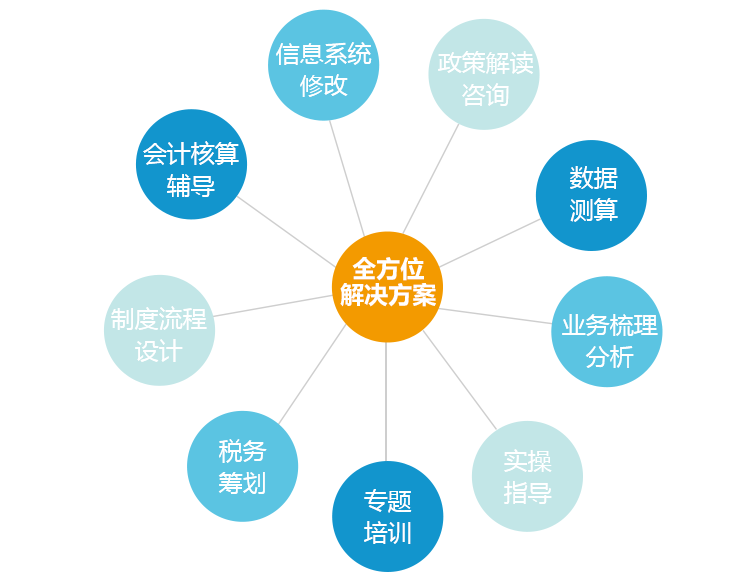 信息系统
修改
政策解读
咨询
会计核算
辅导
数据
测算
全方位
解决方案
制度流程
设计
业务梳理
分析
税务
筹划
实操
指导
专题
培训